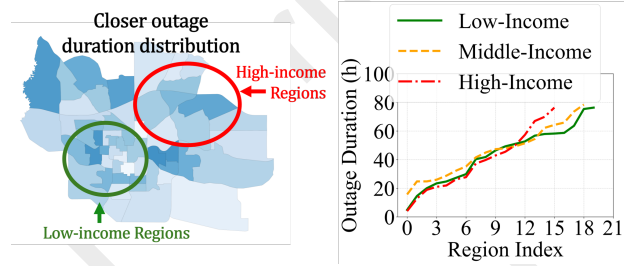 Closer outage
duration distribution
High-income
Regions
Low-income Regions
Low-Income
Middle-Income
High-Income
Outage Duration (h)
100
80
60
40
20
0
0 3 6 9 12 15 18 21
Region Index